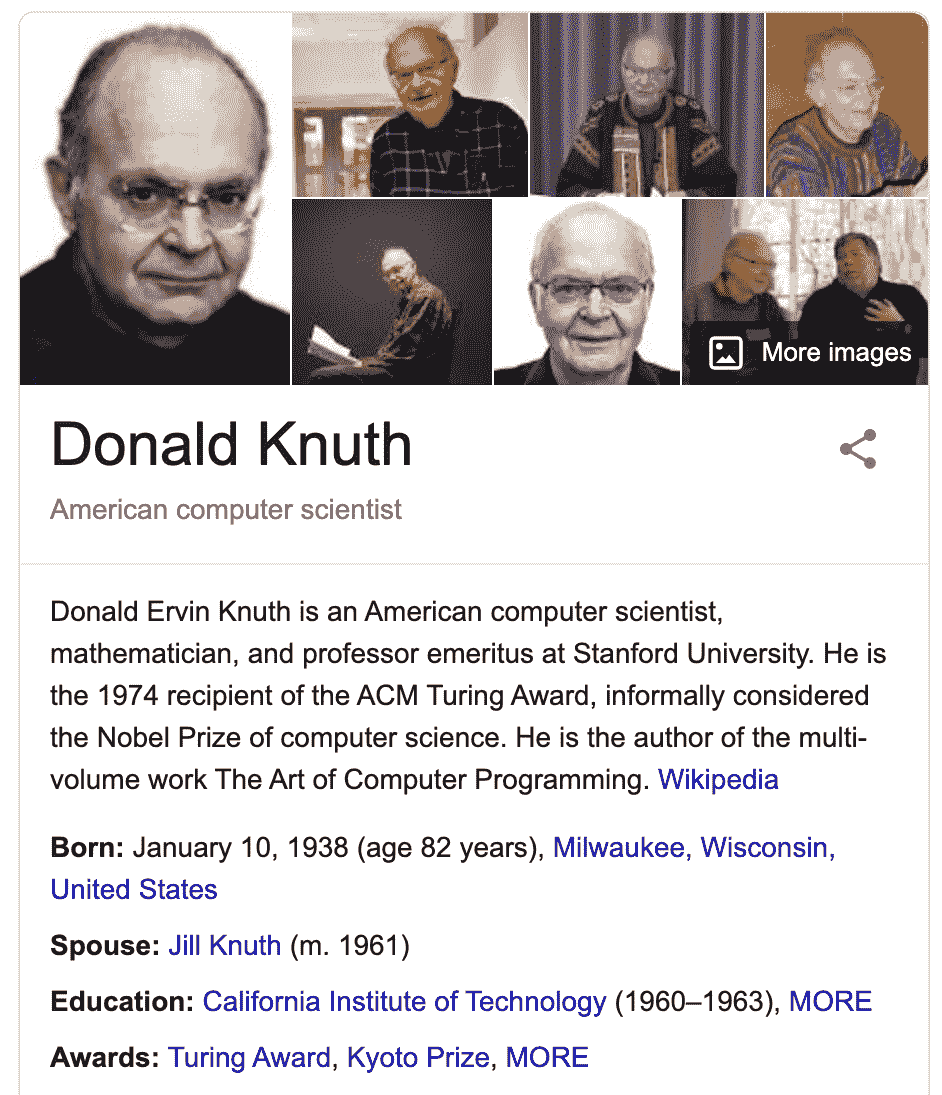 More images
Donald Knuth
American computer scientist
Donald Ervin Knuth is an American computer scientist,
mathematician, and professor emeritus at Stanford University. He is
the 1974 recipient of the ACM Turing Award, informally considered
the Nobel Prize of computer science. He is the author of the multi-
volume work The Art of Computer Programming. Wikipedia
Born: January 10, 1938 (age 82 years), Milwaukee, Wisconsin,
United States
Spouse: Jill Knuth (m. 1961)
Education: California Institute of Technology (1960–1963), MORE
Awards: Turing Award, Kyoto Prize, MORE